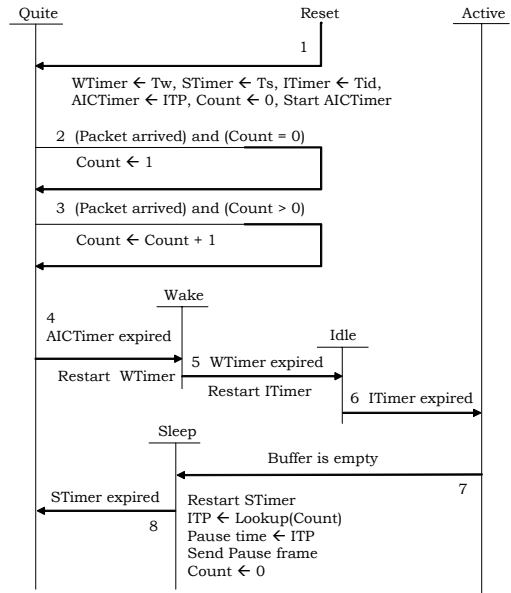 Quite Reset Active
1
WTimer ← Tw, STimer ← Ts, ITimer ← Tid,
AICTimer ← ITP, Count ← 0, Start AICTimer
2 (Packet arrived) and (Count = 0)
Count ← 1
3 (Packet arrived) and (Count > 0)
Count ← Count + 1
Wake
4
AICTimer expired
Restart WTimer
Idle
5 WTimer expired
Restart ITimer
6 ITimer expired
Sleep
Buffer is empty
7
STimer expired
8
Restart STimer
ITP ← Lookup(Count)
Pause time ← ITP
Send Pause frame
Count ← 0